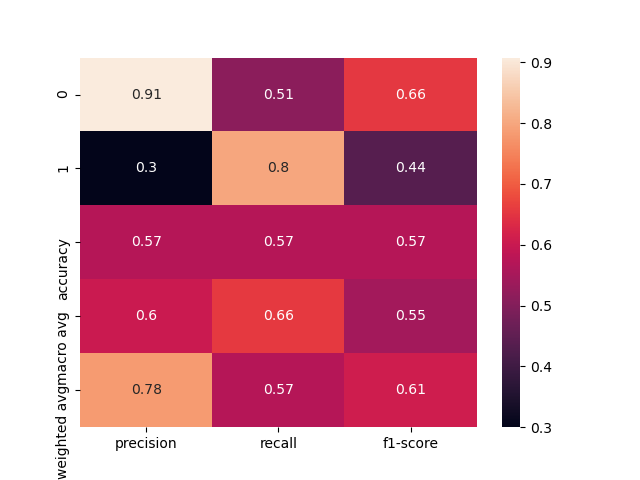 0 0.91 0.51 0.66
1 0.3 0.8 0.44
accuracy 0.57 0.57 0.57
macro avg 0.6 0.66 0.55
weighted avg 0.78 0.57 0.61
precision recall f1-score
0.9
0.8
0.7
0.6
0.5
0.4
0.3